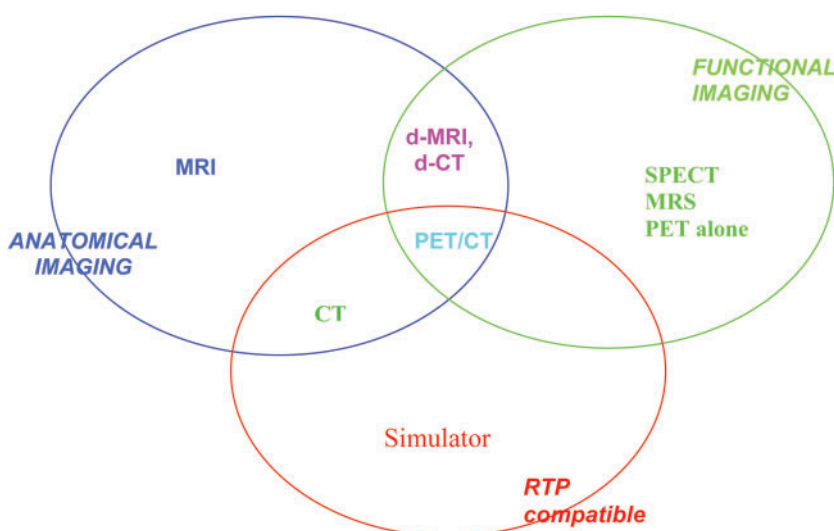 FUNCTIONAL
IMAGING
d-MRI,
d-CT
MRI
SPECT
MRS
PET alone
ANATOMICAL
IMAGING
PET/CT
CT
Simulator
RTP
compatible